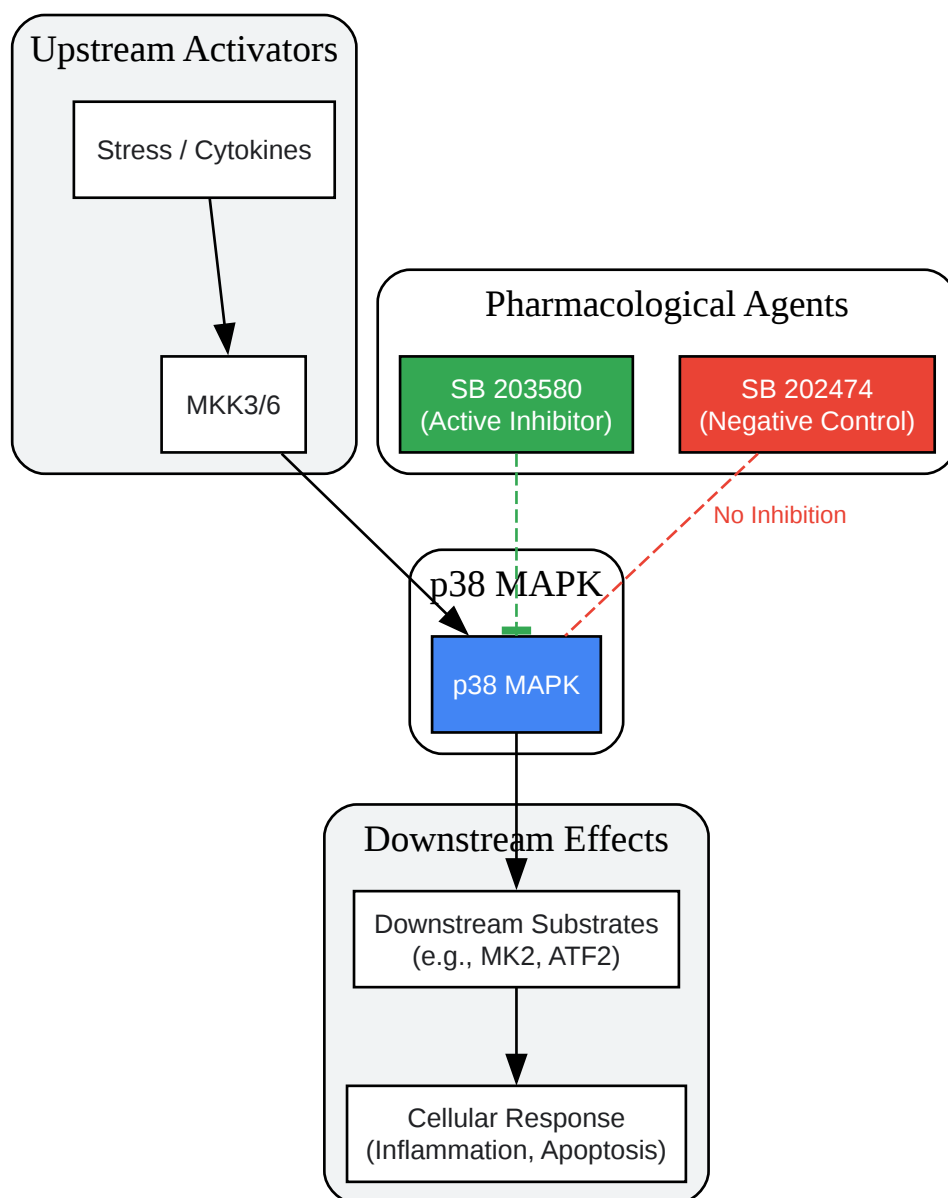 Upstream Activators
Stress / Cytokines
MKK3/6
Pharmacological Agents
SB 203580
(Active Inhibitor)
SB 202474
(Negative Control)
No Inhibition
p38 MAPK
p38 MAPK
Downstream Effects
Downstream Substrates
(e.g., MK2, ATF2)
Cellular Response
(Inflammation, Apoptosis)